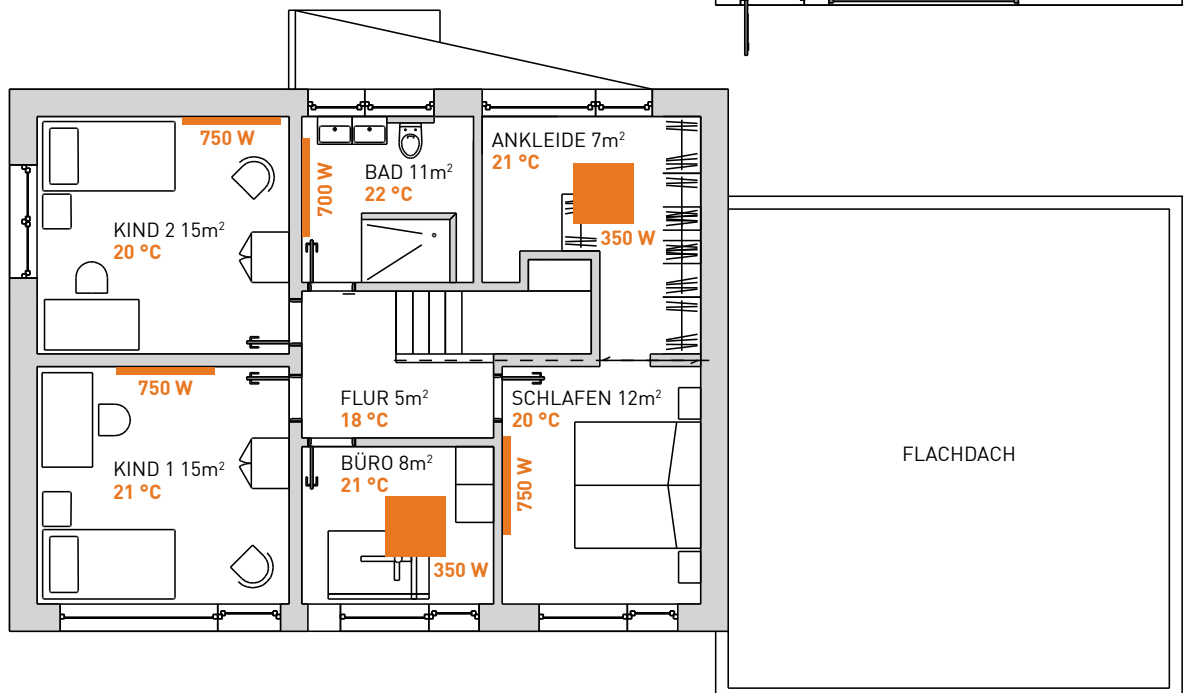 750 W
KIND 2 15m²
20 °C
700 W
BAD 11m²
22 °C
ANKLEIDE 7m²
21 °C
350 W
750 W
KIND 1 15m²
21 °C
FLUR 5m²
18 °C
BÜRO 8m²
21 °C
350 W
SCHLAFEN 12m²
20 °C
750 W
FLACHDACH